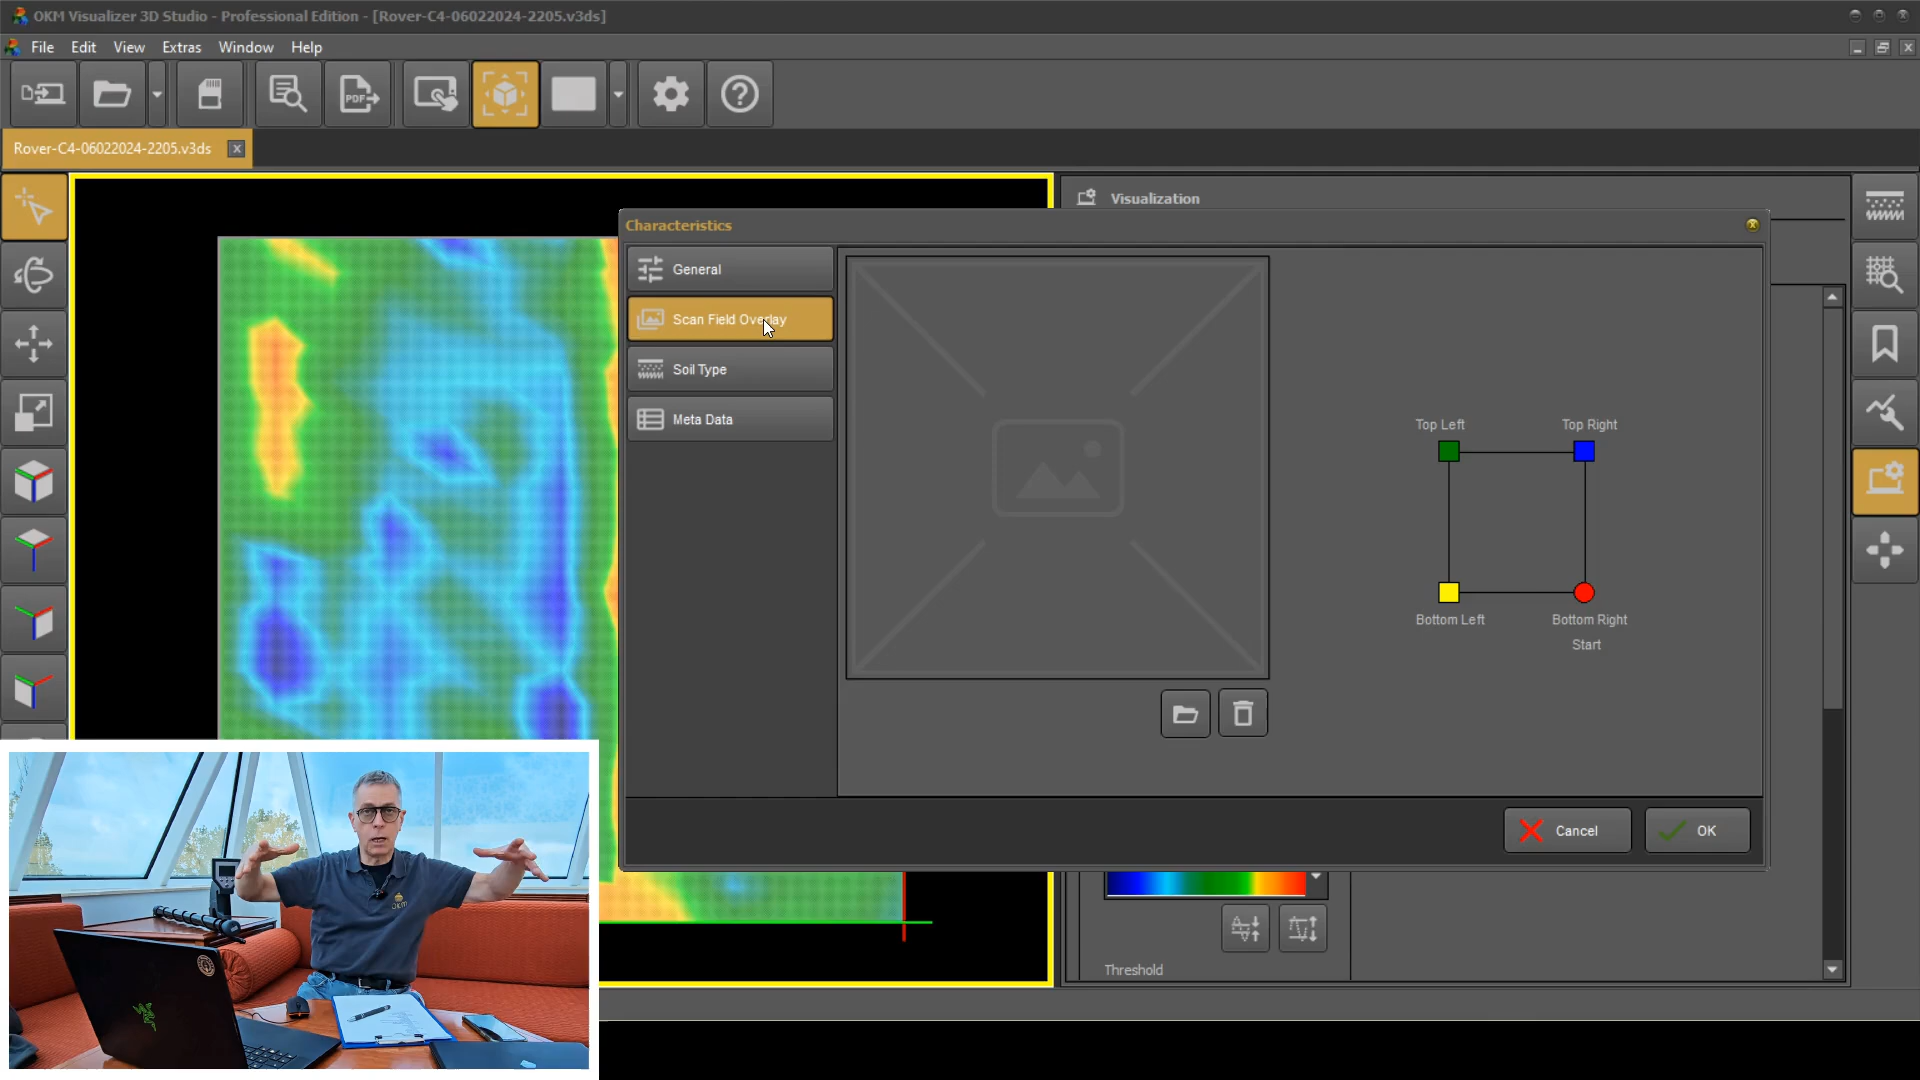 OKM Visualizer 3D Studio - Professional Edition - [Rover-C4-06022024-2205.v3ds]
File Edit View Extras Window Help
PDF
Rover-C4-06022024-2205.v3ds
Visualization
Characteristics
General
Scan Field Overlay
Soil Type
Meta Data
Top Left Top Right
Bottom Left Bottom Right
Start
Cancel OK
OKM
Threshold